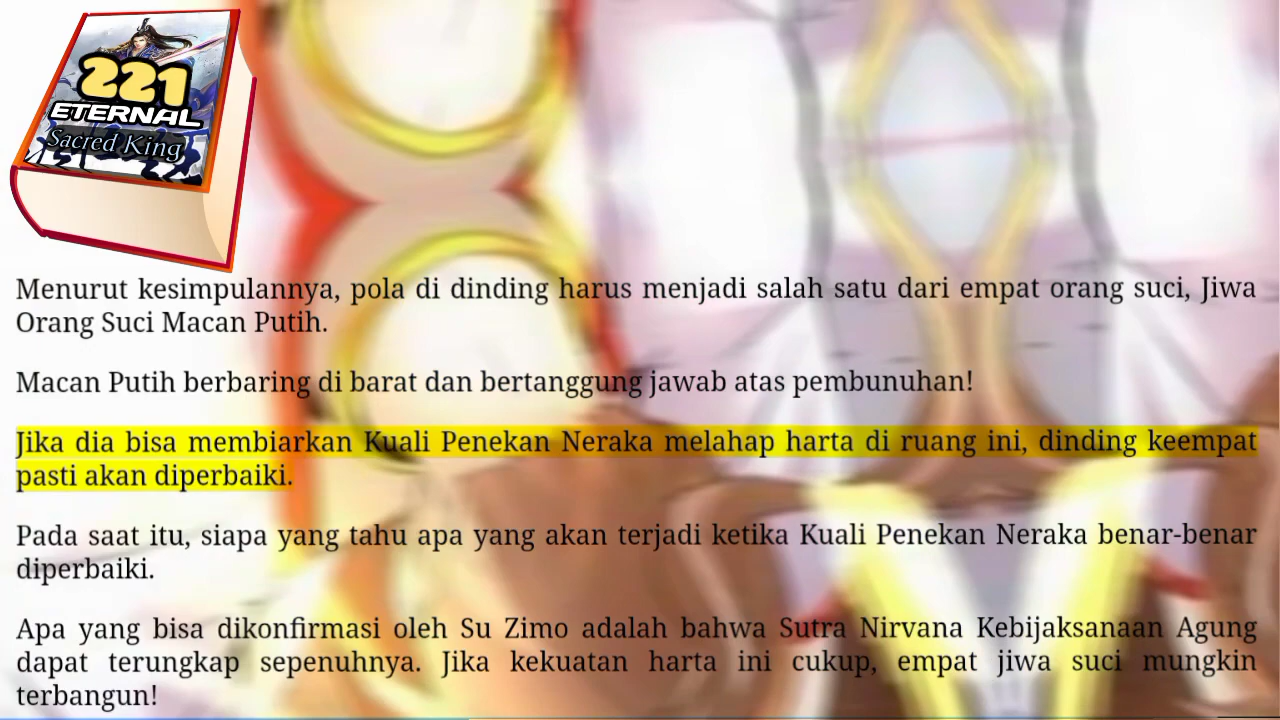 221
ETERNAL
Sacred King
Menurut kesimpulannya, pola di dinding harus menjadi salah satu dari empat orang suci, Jiwa
Orang Suci Macan Putih.
Macan Putih berbaring di barat dan bertanggung jawab atas pembunuhan!
Jika dia bisa membiarkan Kuali Penekan Neraka melahap harta di ruang ini, dinding keempat
pasti akan diperbaiki.
Pada saat itu, siapa yang tahu apa yang akan terjadi ketika Kuali Penekan Neraka benar-benar
diperbaiki.
Apa yang bisa dikonfirmasi oleh Su Zimo adalah bahwa Sutra Nirvana Kebijaksanaan Agung
dapat terungkap sepenuhnya. Jika kekuatan harta ini cukup, empat jiwa suci mungkin
terbangun!